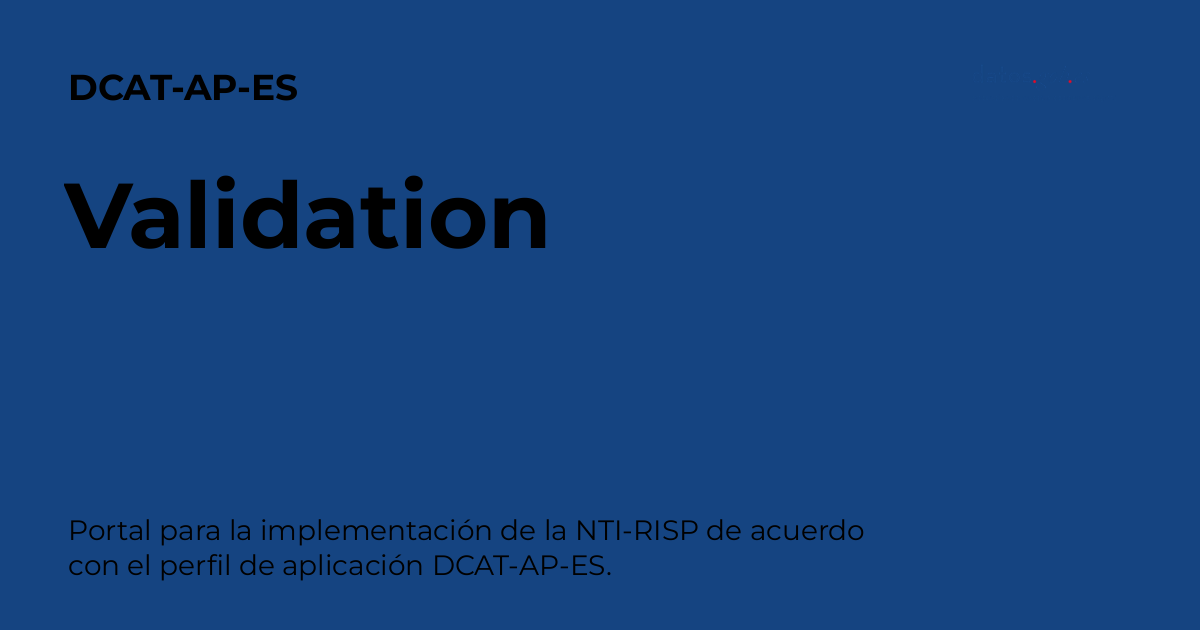 DCAT-AP-ES
Validation
Portal para la implementación de la NTI-RISP de acuerdo
con el perfil de aplicación DCAT-AP-ES.